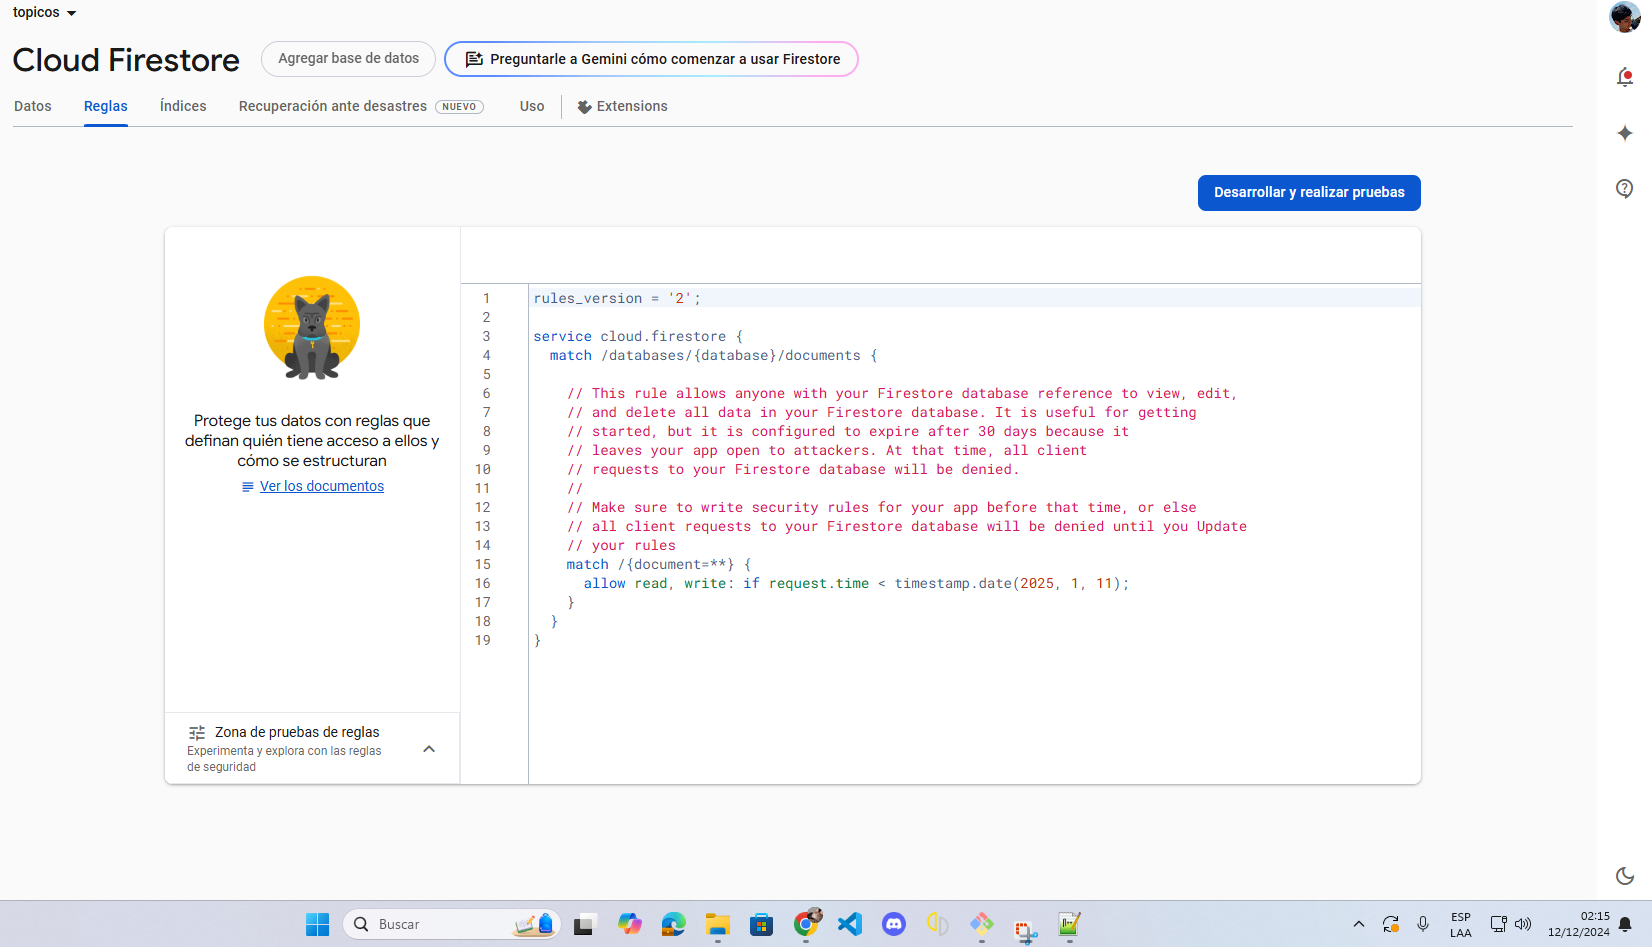 topicos
Cloud Firestore
Agregar base de datos
Preguntarle a Gemini cómo comenzar a usar Firestore
Datos
Reglas
Índices
Recuperación ante desastres
NUEVO
Uso
Extensions
Desarrollar y realizar pruebas
Protege tus datos con reglas que
definan quién tiene acceso a ellos y
cómo se estructuran
Ver los documentos
Zona de pruebas de reglas
Experimenta y explora con las reglas
de seguridad
1 rules_version = '2';
2
3 service cloud.firestore {
4 match /databases/{database}/documents {
5
6 // This rule allows anyone with your Firestore database reference to view, edit,
7 // and delete all data in your Firestore database. It is useful for getting
8 // started, but it is configured to expire after 30 days because it
9 // leaves your app open to attackers. At that time, all client
10 // requests to your Firestore database will be denied.
11 //
12 // Make sure to write security rules for your app before that time, or else
13 // all client requests to your Firestore database will be denied until you Update
14 // your rules
15 match /{document=**} {
16 allow read, write: if request.time < timestamp.date(2025, 1, 11);
17 }
18 }
19 }
Buscar
ESP
LAA
02:15
12/12/2024